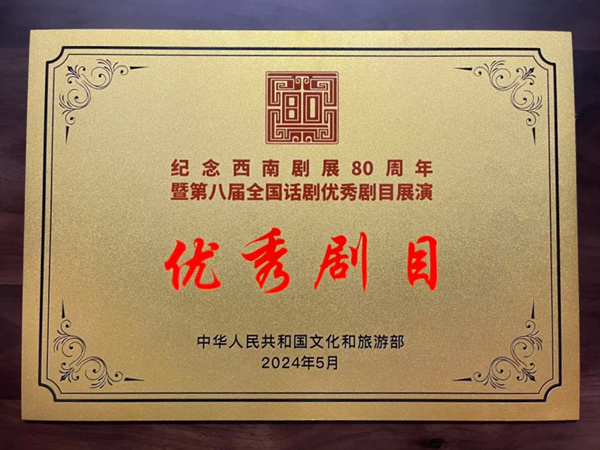 80
纪念西南剧展80周年
暨第八届全国话剧优秀剧目展演
优秀剧目
中华人民共和国文化和旅游部
2024年5月